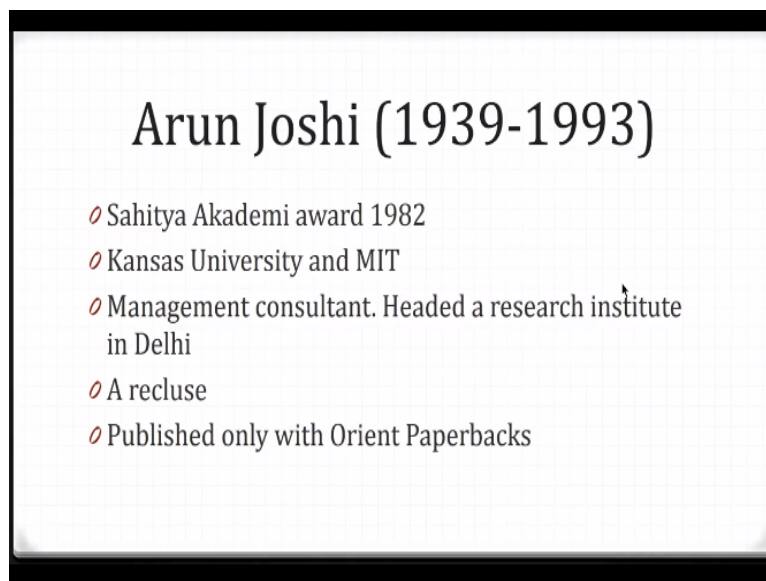 Arun Joshi (1939-1993)
Sahitya Akademi award 1982
Kansas University and MIT
Management consultant. Headed a research institute
in Delhi
A recluse
Published only with Orient Paperbacks